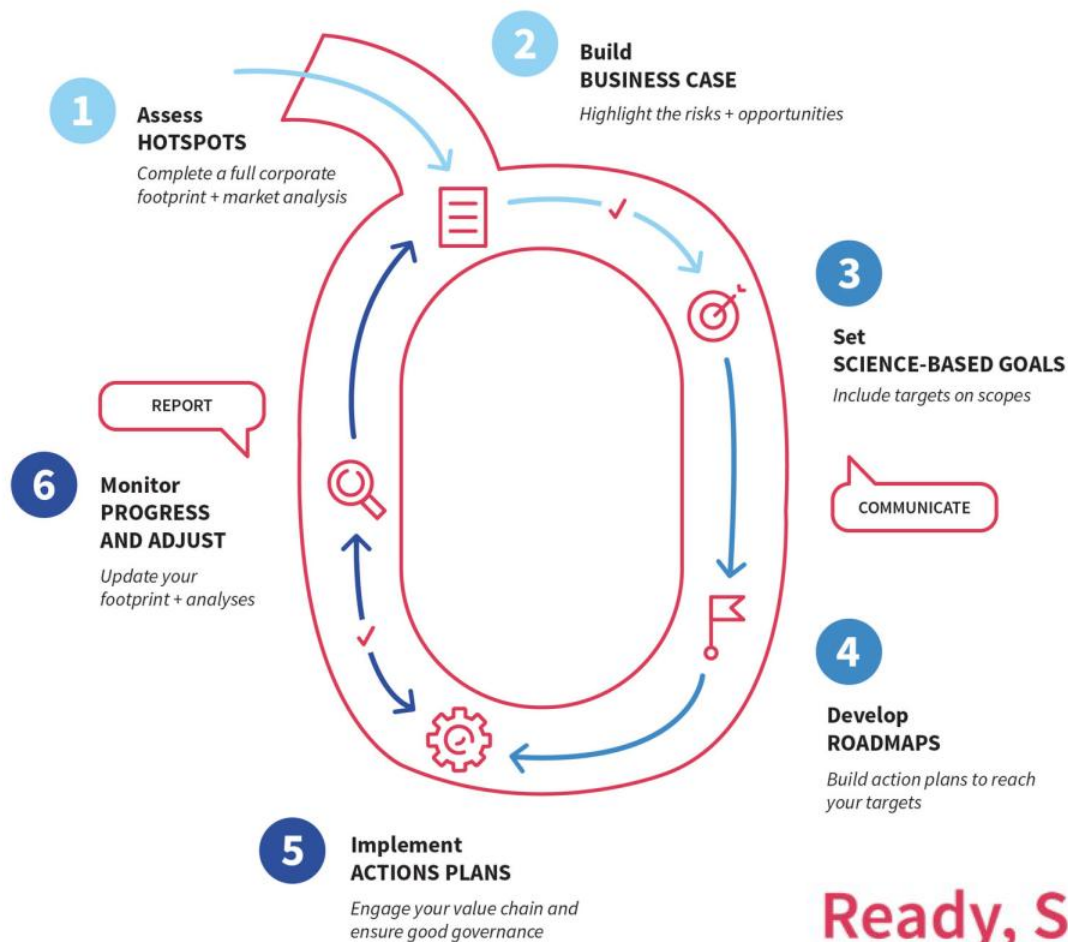 1
Assess
HOTSPOTS
Complete a full corporate
footprint + market analysis
2
Build
BUSINESS CASE
Highlight the risks + opportunities
3
Set
SCIENCE-BASED GOALS
Include targets on scopes
COMMUNICATE
4
Develop
ROADMAPS
Build action plans to reach
your targets
5
Implement
ACTIONS PLANS
Engage your value chain and
ensure good governance
6
Monitor
PROGRESS
AND ADJUST
Update your
footprint + analyses
REPORT
Ready, S